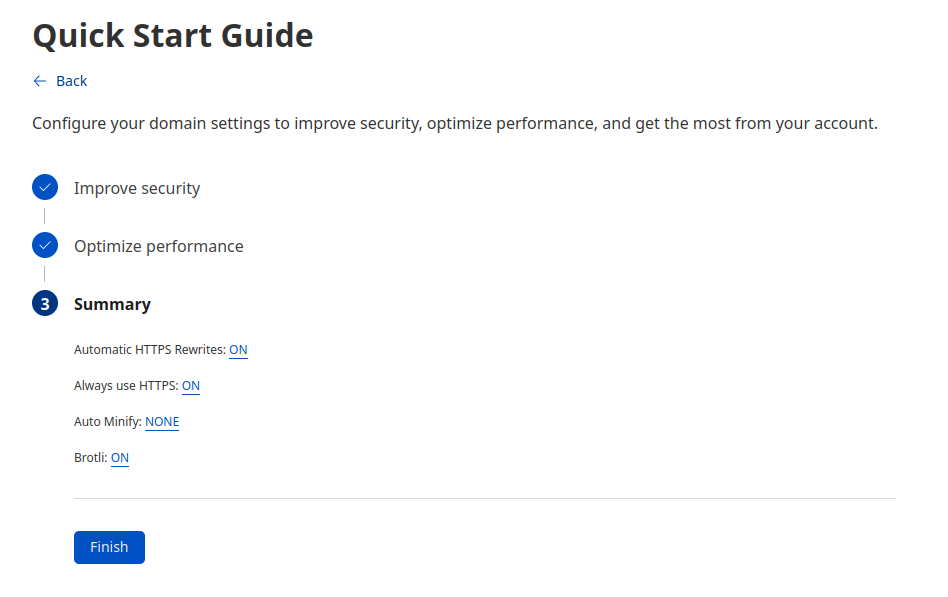 Quick Start Guide
Back
Configure your domain settings to improve security, optimize performance, and get the most from your account.
Improve security
Optimize performance
3 Summary
Automatic HTTPS Rewrites: ON
Always use HTTPS: ON
Auto Minify: NONE
Brotli: ON
Finish